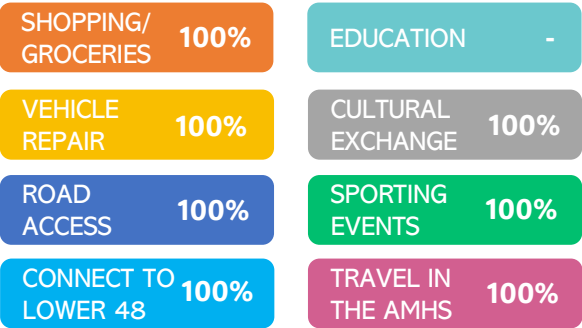 SHOPPING/
GROCERIES 100%
EDUCATION -
VEHICLE
REPAIR 100%
CULTURAL
EXCHANGE 100%
ROAD
ACCESS 100%
SPORTING
EVENTS 100%
CONNECT TO
LOWER 48 100%
TRAVEL IN
THE AMHS 100%